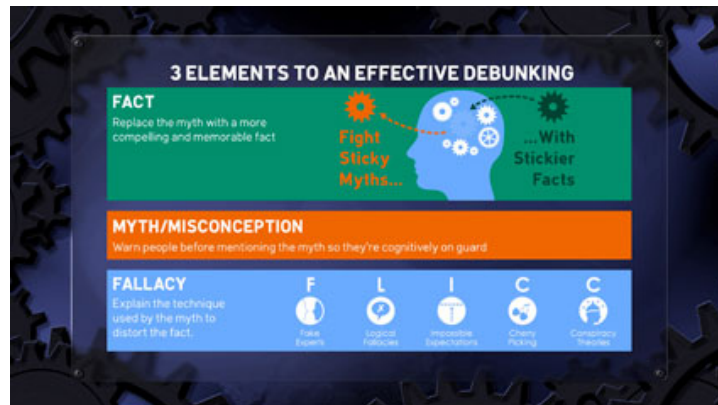 3 ELEMENTS TO AN EFFECTIVE DEBUNKING
FACT
Replace the myth with a more
compelling and memorable fact
Fight
Sticky
Myths...
...With
Stickier
Facts
MYTH/MISCONCEPTION
Warn people before mentioning the myth so they're cognitively on guard
FALLACY
Explain the technique
used by the myth to
distort the fact.
F L I C C
Fake
Experts
Logical
Fallacies
Impossible
Expectations
Cherry
Picking
Conspiracy
Theories